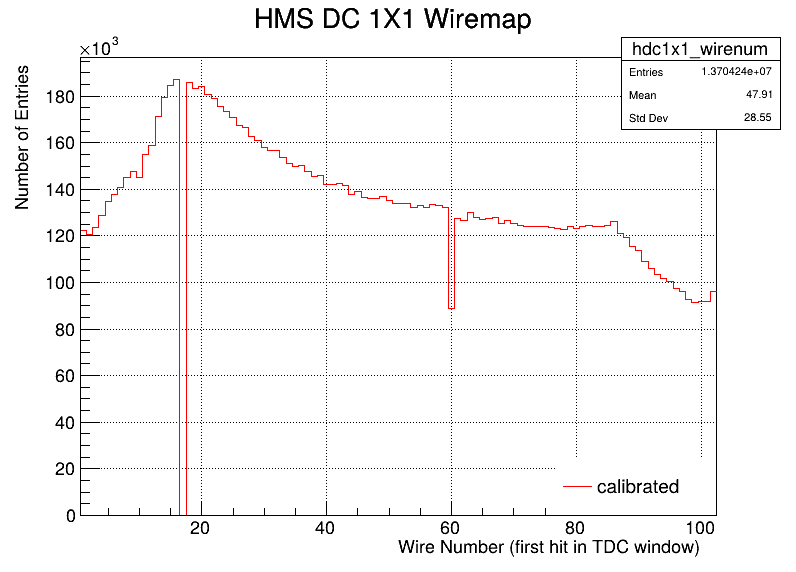 HMS DC 1X1 Wiremap
×10³
hdc1x1_wirenum
Entries 1.370424e+07
Mean 47.91
Std Dev 28.55
Number of Entries
180
160
140
120
100
80
60
40
20
0
calibrated
20 40 60 80 100
Wire Number (first hit in TDC window)